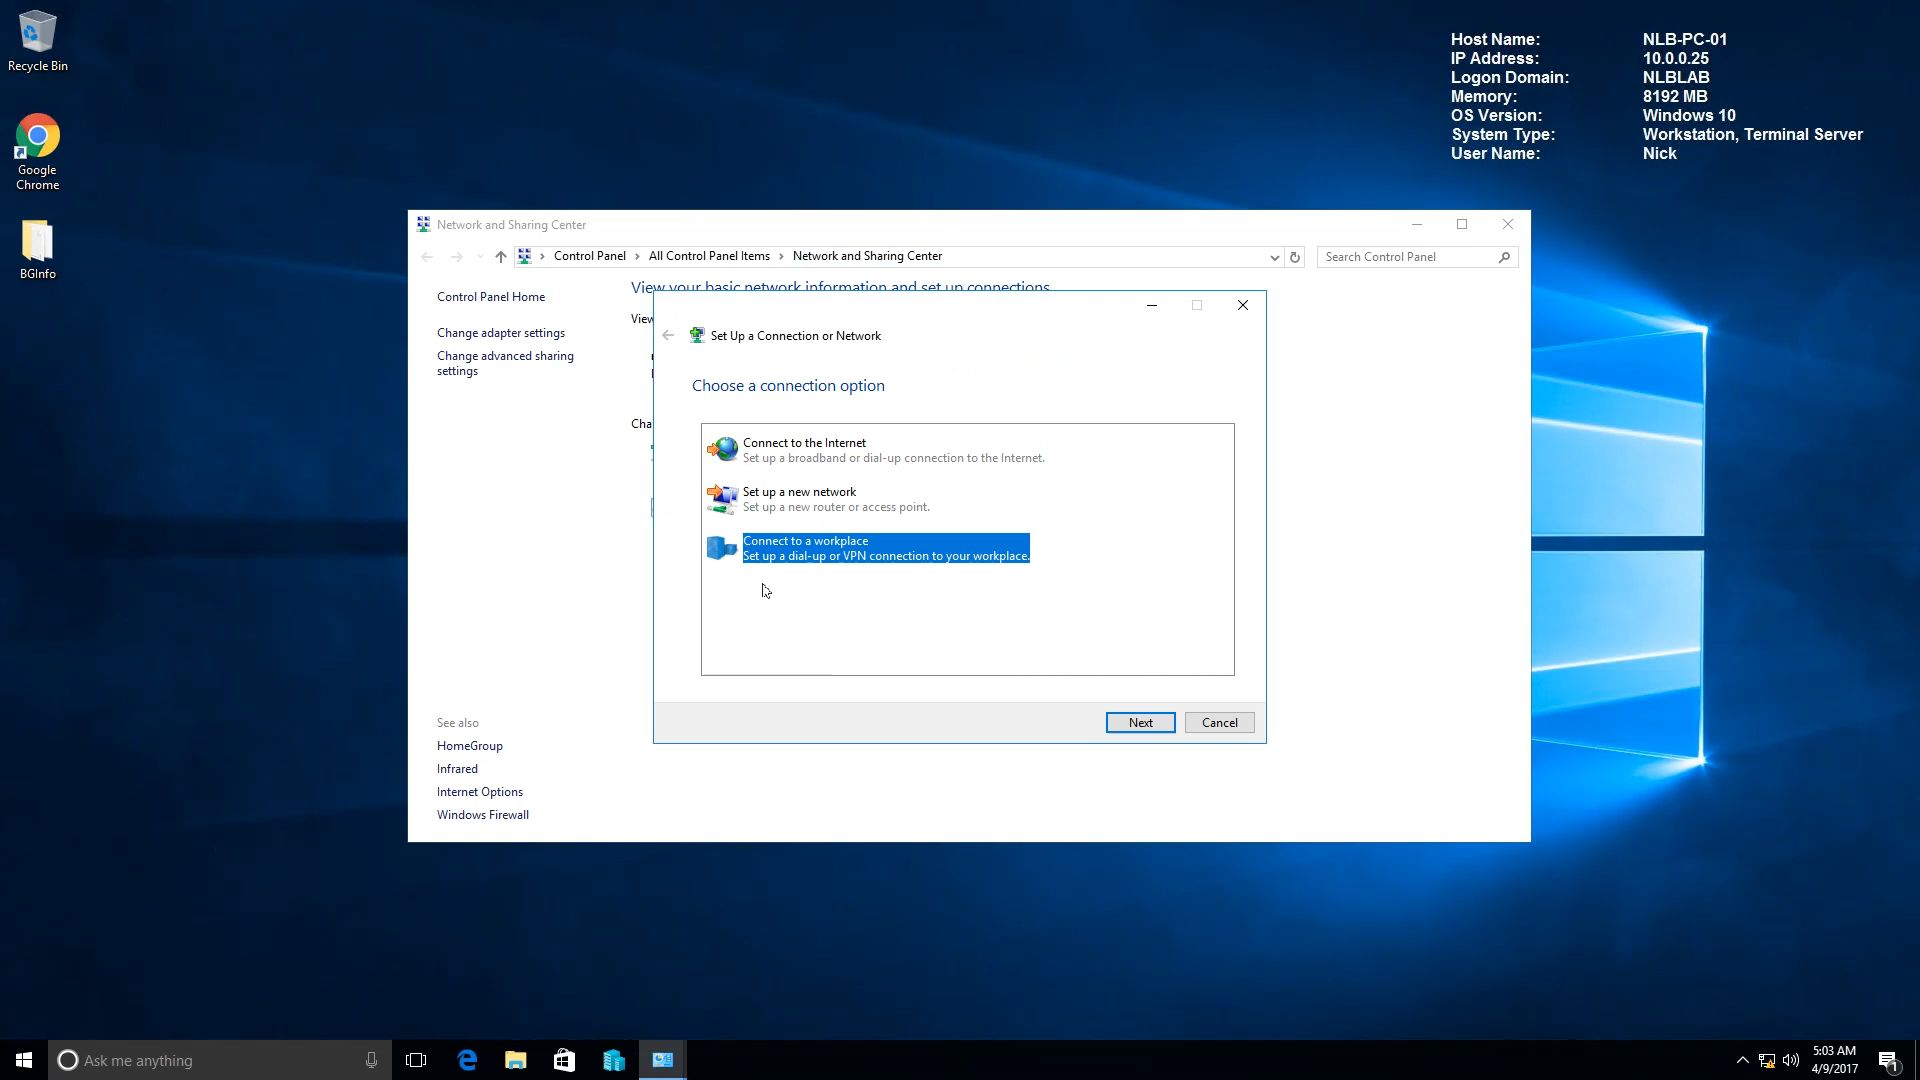 Recycle Bin
Google
Chrome
BGInfo
Host Name: NLB-PC-01
IP Address: 10.0.0.25
Logon Domain: NLBLAB
Memory: 8192 MB
OS Version: Windows 10
System Type: Workstation, Terminal Server
User Name: Nick
Network and Sharing Center
Control Panel > All Control Panel Items > Network and Sharing Center
Search Control Panel
Control Panel Home
Change adapter settings
Change advanced sharing
settings
See also
HomeGroup
Infrared
Internet Options
Windows Firewall
View your basic network information and set up connections
View
Cha
Set Up a Connection or Network
Choose a connection option
Connect to the Internet
Set up a broadband or dial-up connection to the Internet.
Set up a new network
Set up a new router or access point.
Connect to a workplace
Set up a dial-up or VPN connection to your workplace.
Next
Cancel
Ask me anything
5:03 AM
4/9/2017
1